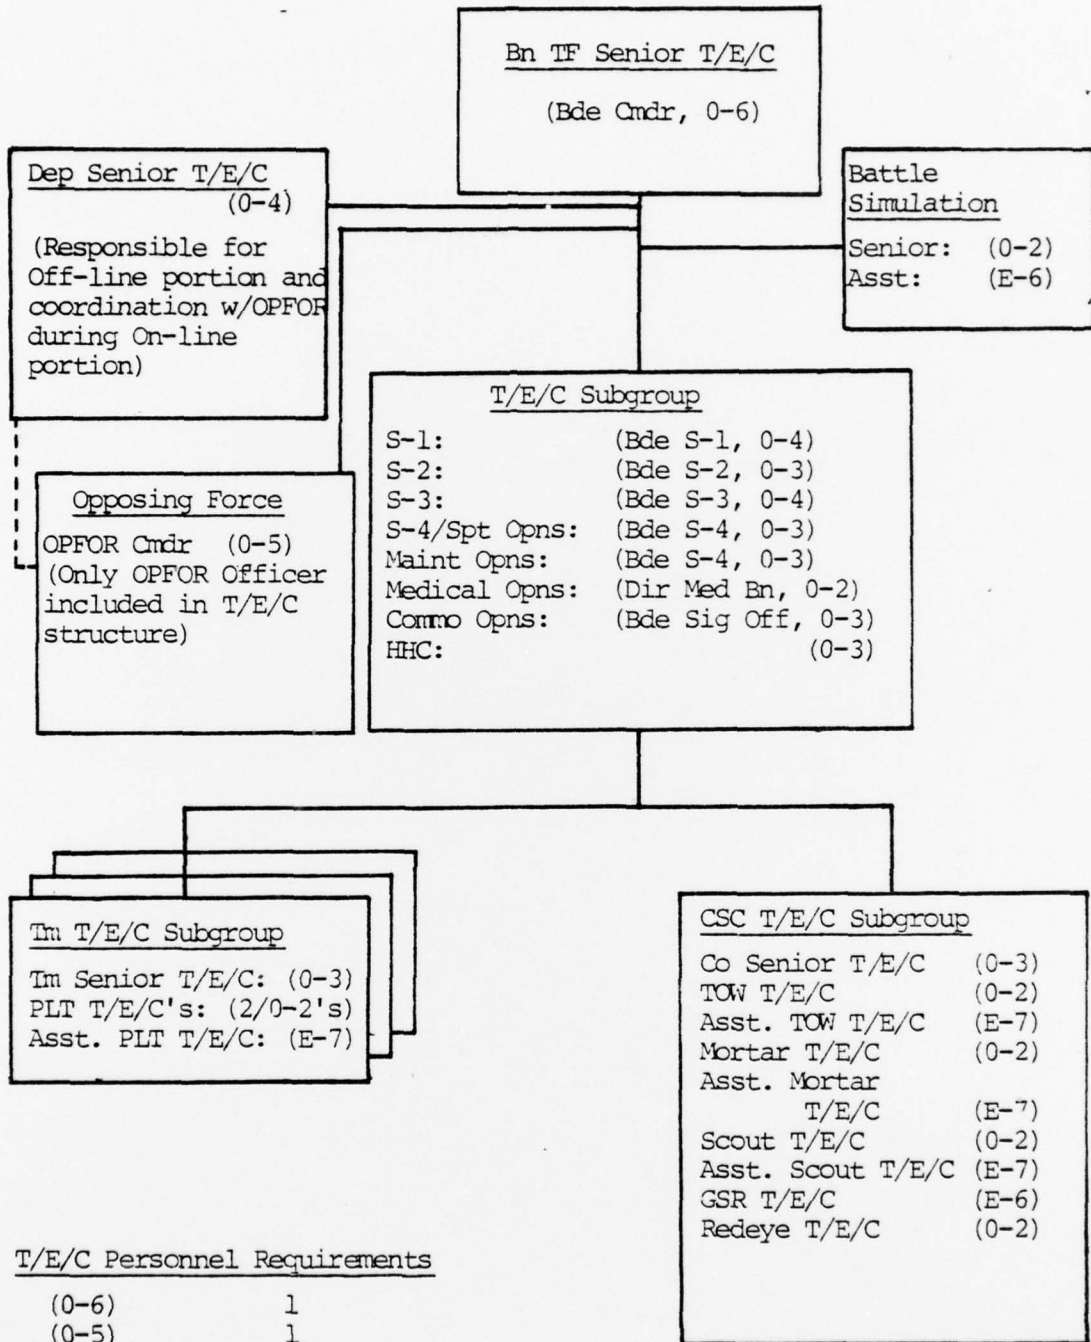 Bn TF Senior T/E/C
(Bde Cmdr, 0-6)
Dep Senior T/E/C
(0-4)
(Responsible for
Off-line portion and
coordination w/OPFOR
during On-line
portion)
Battle
Simulation
Senior: (0-2)
Asst: (E-6)
T/E/C Subgroup
S-1: (Bde S-1, 0-4)
S-2: (Bde S-2, 0-3)
S-3: (Bde S-3, 0-4)
S-4/Spt Opns: (Bde S-4, 0-3)
Maint Opns: (Bde S-4, 0-3)
Medical Opns: (Dir Med Bn, 0-2)
Commo Opns: (Bde Sig Off, 0-3)
HHC: (0-3)
Opposing Force
OPFOR Cmdr (0-5)
(Only OPFOR Officer
included in T/E/C
structure)
Tm T/E/C Subgroup
Tm Senior T/E/C: (0-3)
PLT T/E/C's: (2/0-2's)
Asst. PLT T/E/C: (E-7)
CSC T/E/C Subgroup
Co Senior T/E/C (0-3)
TOW T/E/C (0-2)
Asst. TOW T/E/C (E-7)
Mortar T/E/C (0-2)
Asst. Mortar
T/E/C (E-7)
Scout T/E/C (0-2)
Asst. Scout T/E/C (E-7)
GSR T/E/C (E-6)
Redeye T/E/C (0-2)
T/E/C Personnel Requirements
(0-6) 1
(0-5) 1